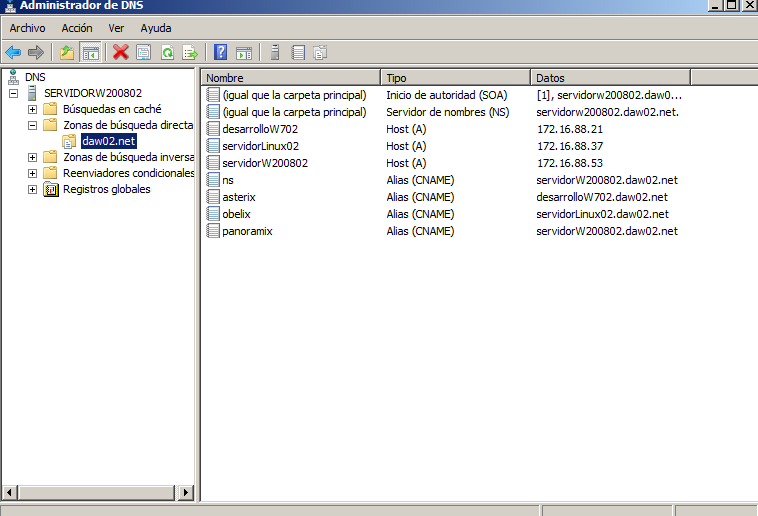 Administrador de DNS
Archivo Acción Ver Ayuda
DNS
SERVIDORW200802
Búsquedas en caché
Zonas de búsqueda directa
daw02.net
Zonas de búsqueda inversa
Reenviadores condicionales
Registros globales
Nombre Tipo Datos
(igual que la carpeta principal) Inicio de autoridad (SOA) [1], servidorw200802.daw0...
(igual que la carpeta principal) Servidor de nombres (NS) servidorw200802.daw02.net.
desarrolloW702 Host (A) 172.16.88.21
servidorLinux02 Host (A) 172.16.88.37
servidorW200802 Host (A) 172.16.88.53
ns Alias (CNAME) servidorW200802.daw02.net
asterix Alias (CNAME) desarrolloW702.daw02.net
obelix Alias (CNAME) servidorLinux02.daw02.net
panoramix Alias (CNAME) servidorW200802.daw02.net